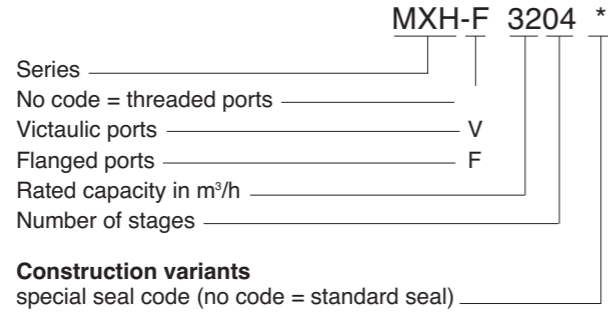 MXH-F 3204 *
Series
No code = threaded ports
Victaulic ports V
Flanged ports F
Rated capacity in m³/h
Number of stages
Construction variants
special seal code (no code = standard seal)